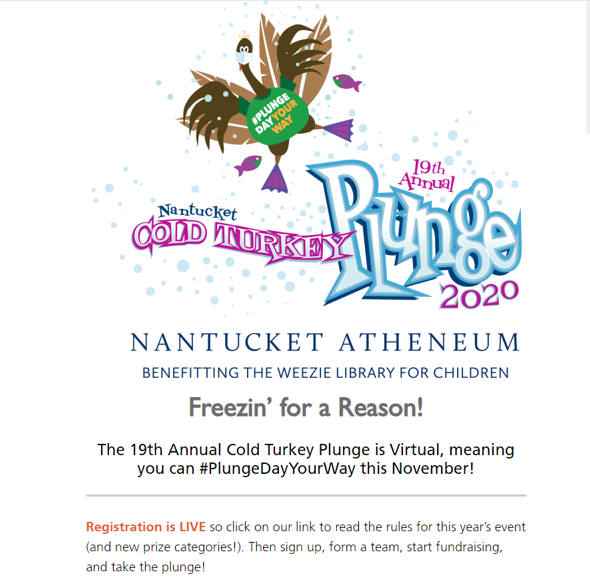 #PLUNGE
DAYYOUR
WAY
19th
Annual
Nantucket
COLD TURKEY
Plunge
2020
NANTUCKET ATHENEUM
BENEFITTING THE WEEZIE LIBRARY FOR CHILDREN
Freezin’ for a Reason!
The 19th Annual Cold Turkey Plunge is Virtual, meaning
you can #PlungeDayYourWay this November!
Registration is LIVE so click on our link to read the rules for this year’s event
(and new prize categories!). Then sign up, form a team, start fundraising,
and take the plunge!